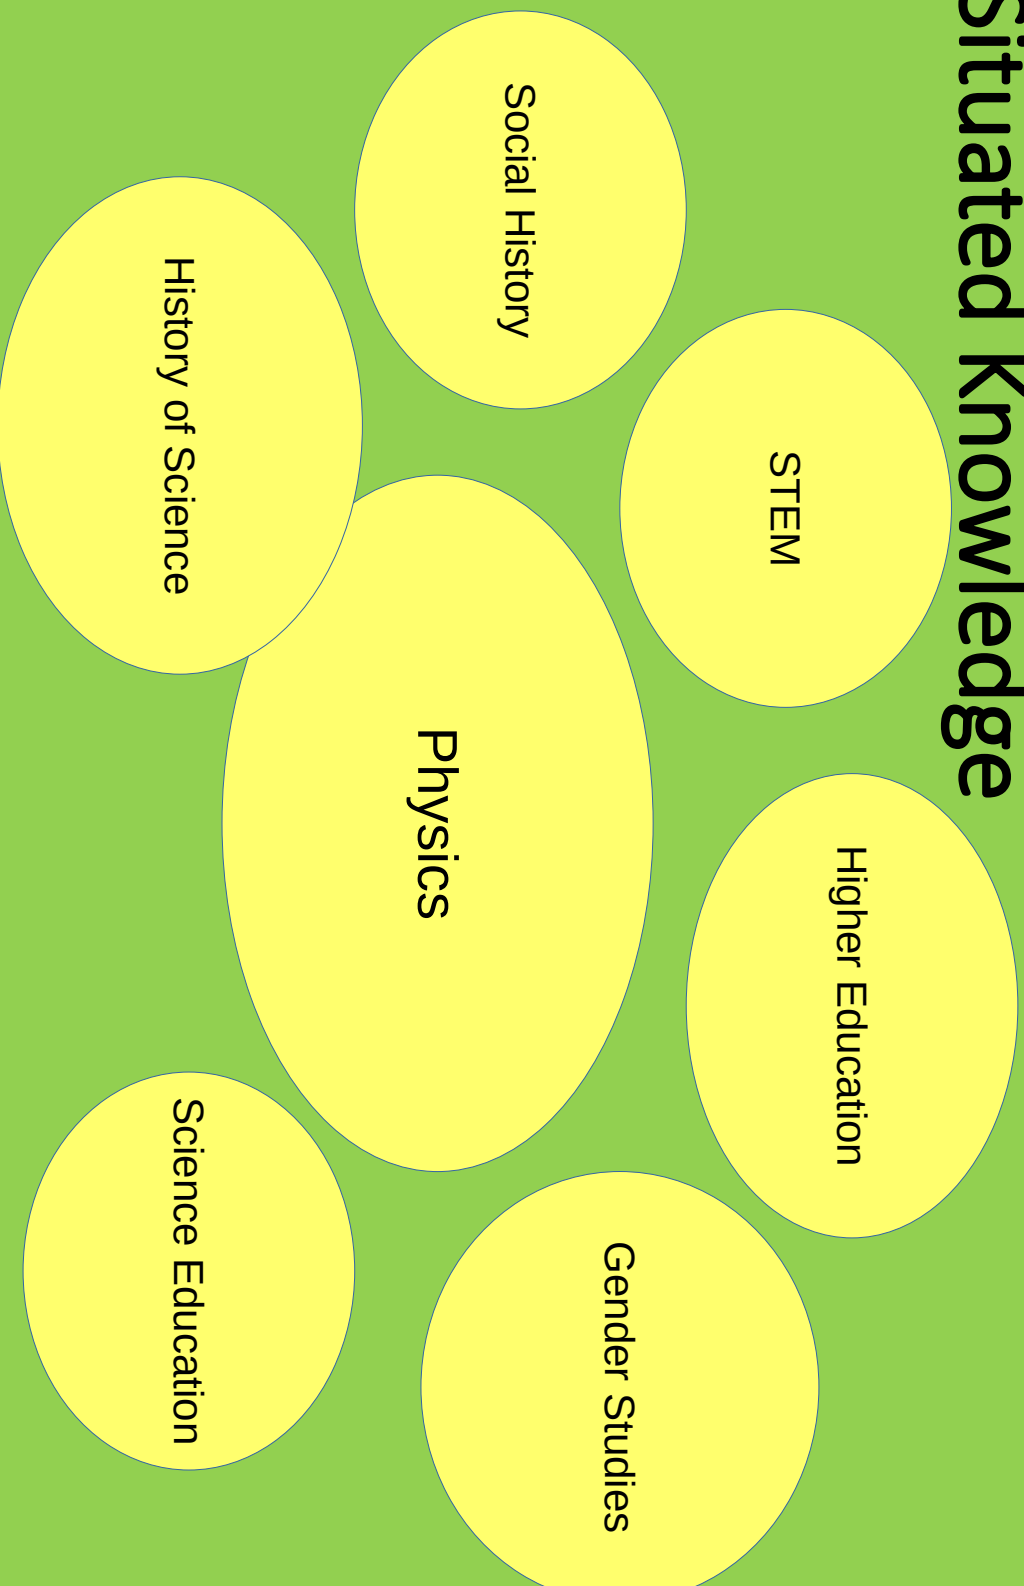 Situated Knowledge
STEM
Higher Education
Social History
Gender Studies
Physics
History of Science
Science Education